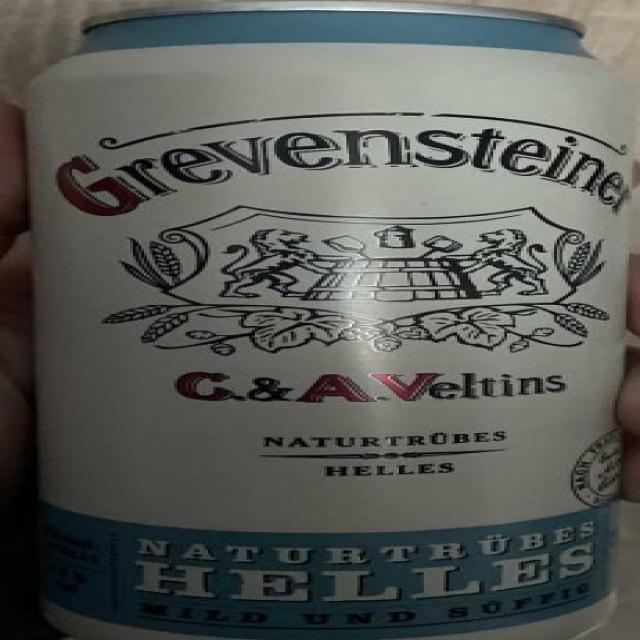 Grevensteiner
C.&A.Veltins
NATURTRÜBES
HELLES
NATURTRÜBES
HELLES
MILD UND SÜFFIG